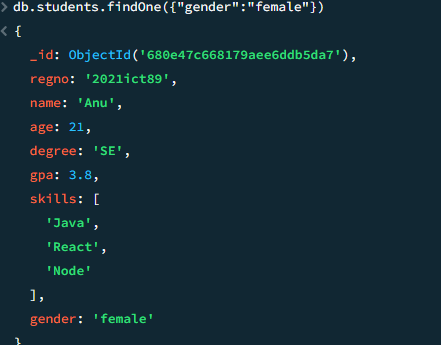 > db.students.findOne({"gender":"female"})
< {
_id: ObjectId('680e47c668179aee6ddb5da7'),
regno: '2021ict89',
name: 'Anu',
age: 21,
degree: 'SE',
gpa: 3.8,
skills: [
'Java',
'React',
'Node'
],
gender: 'female'
}